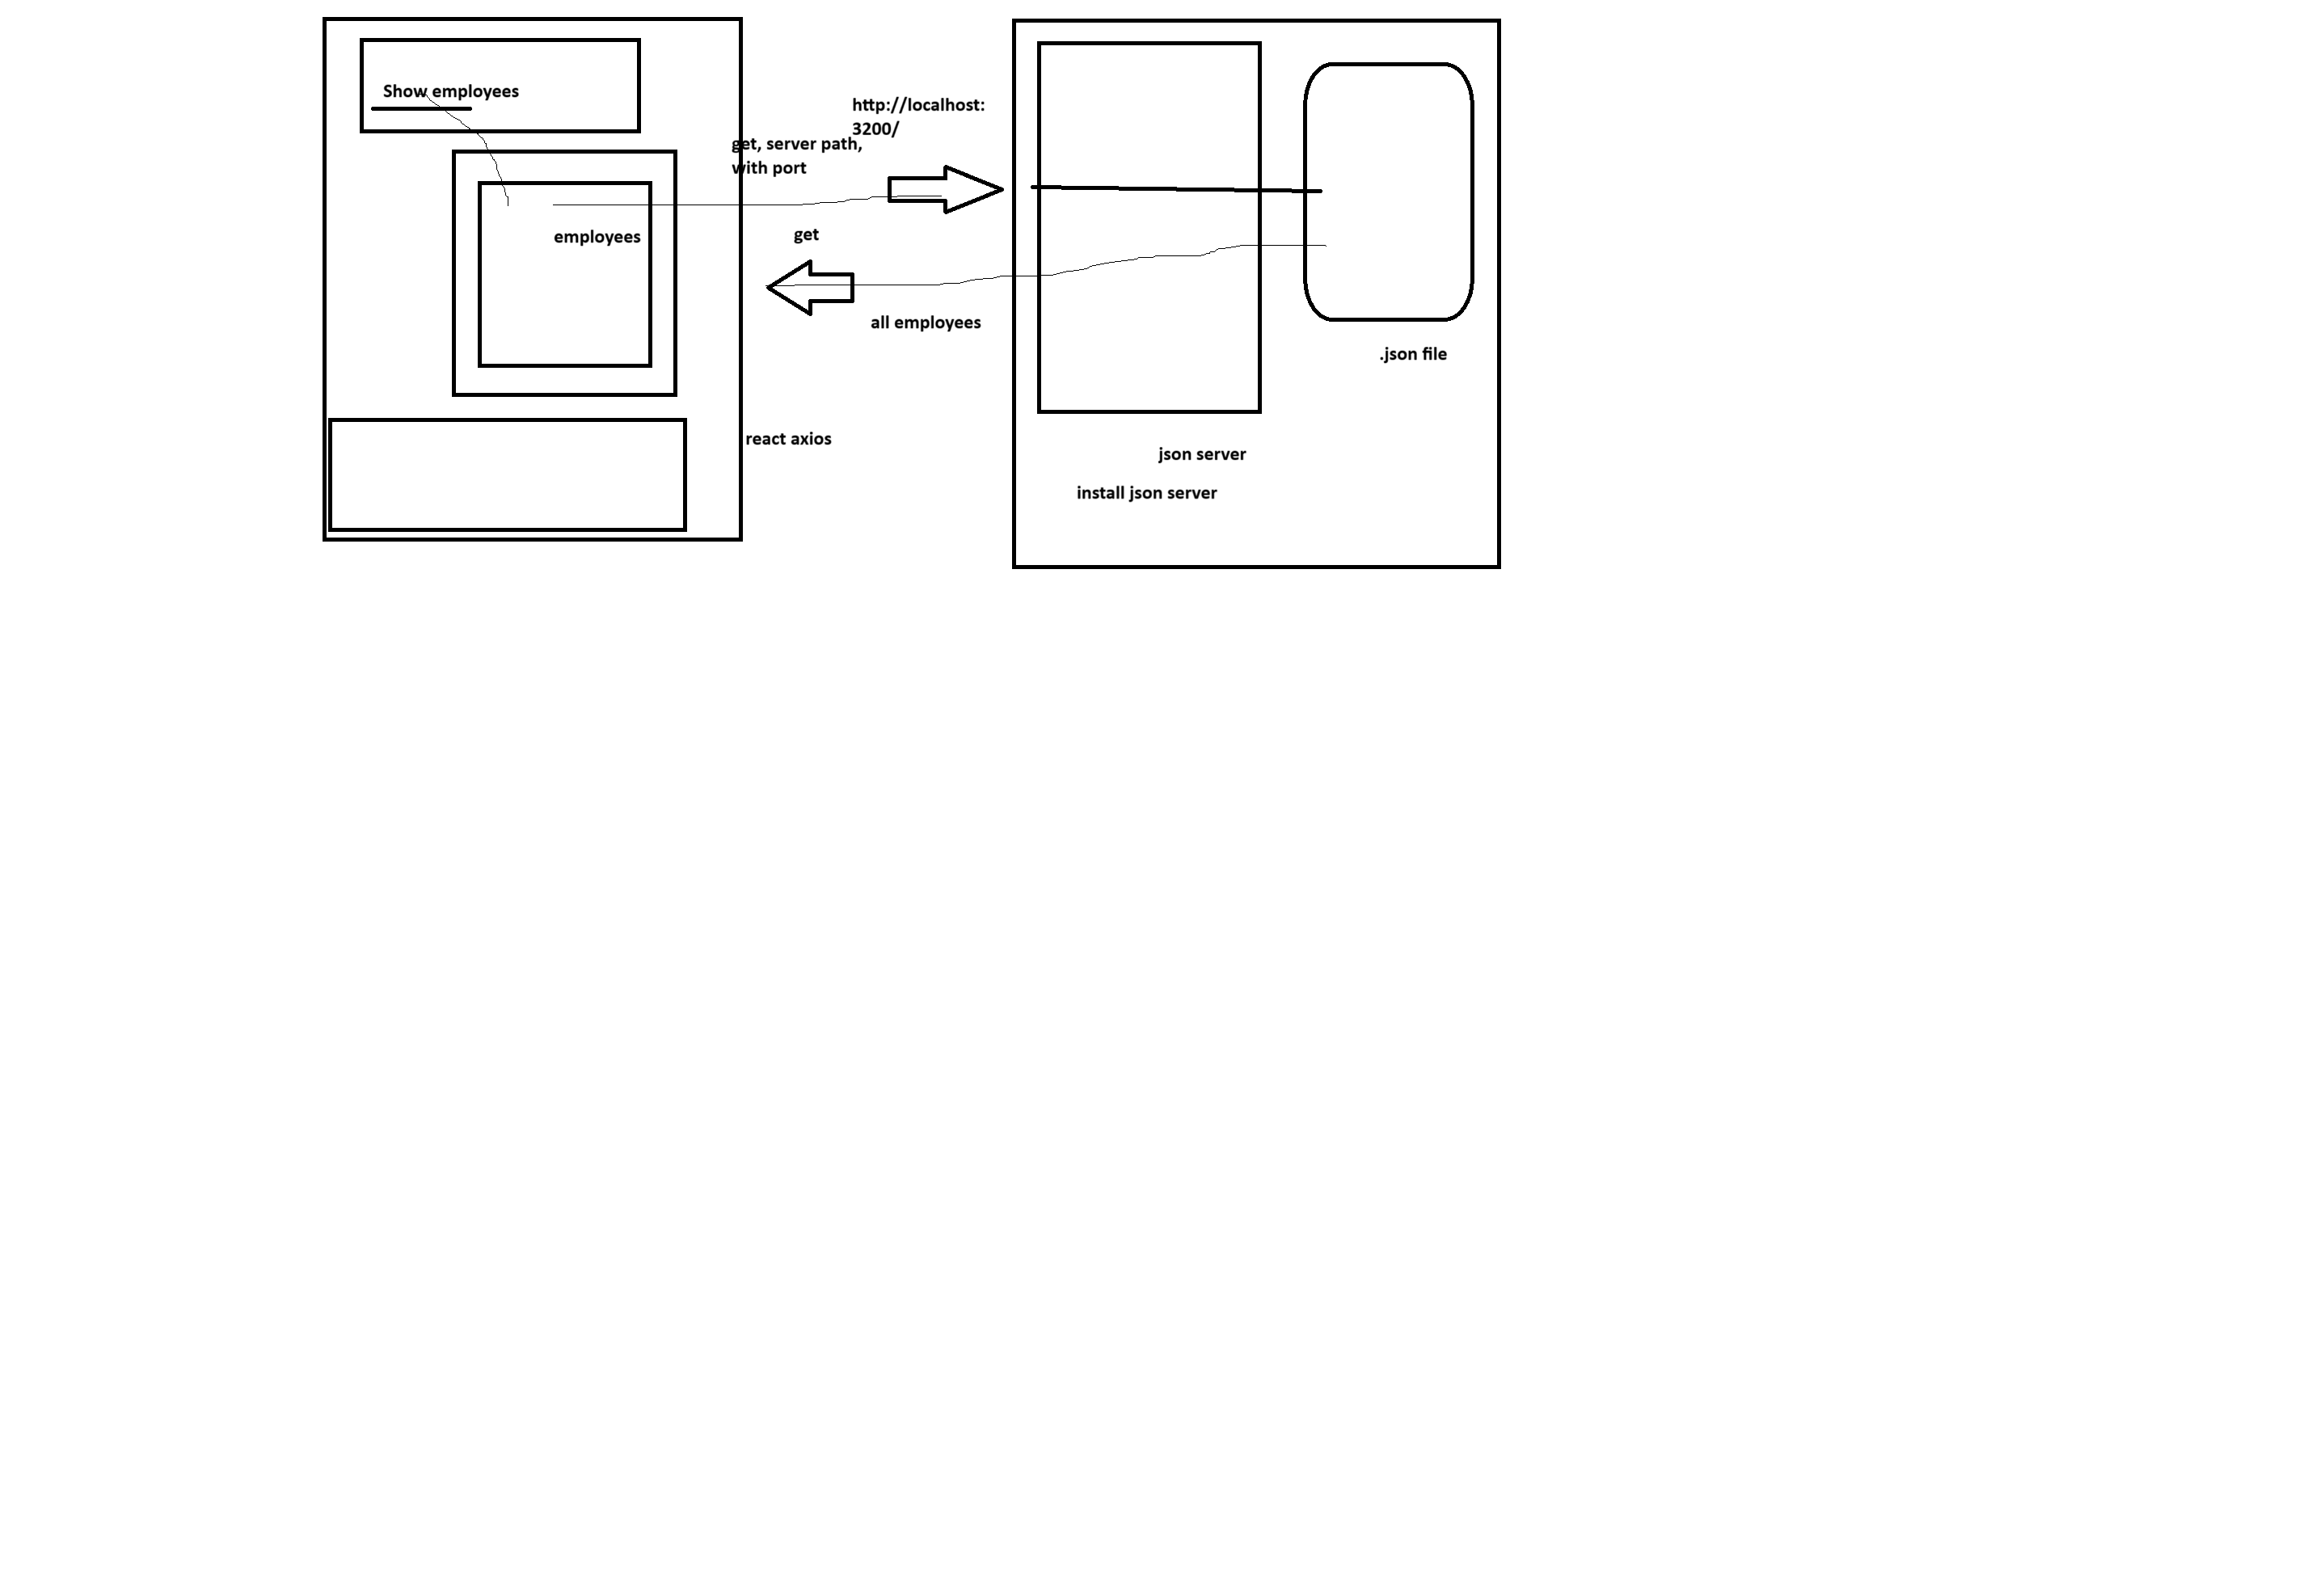 Show employees
http://localhost:
3200/
get, server path,
with port
get
employees
all employees
.json file
react axios
json server
install json server